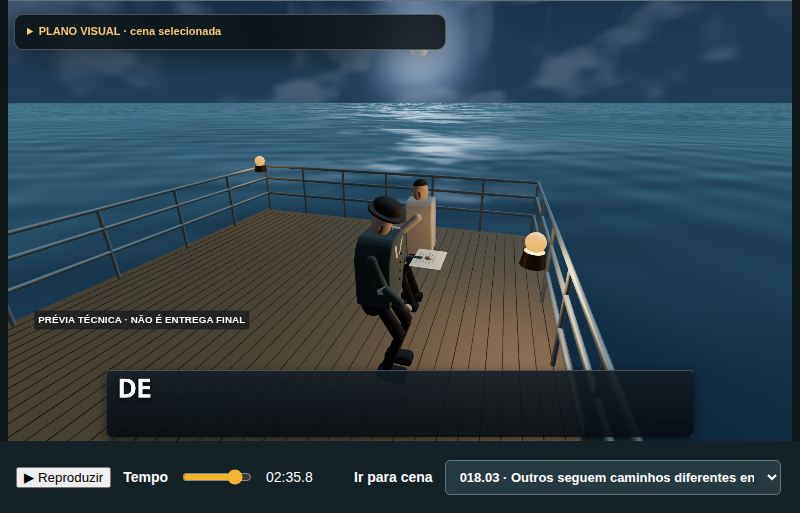 ▶ PLANO VISUAL · cena selecionada
PRÉVIA TÉCNICA · NÃO É ENTREGA FINAL
DE
▶ Reproduzir
Tempo
02:35.8
Ir para cena
018.03 · Outros seguem caminhos diferentes en